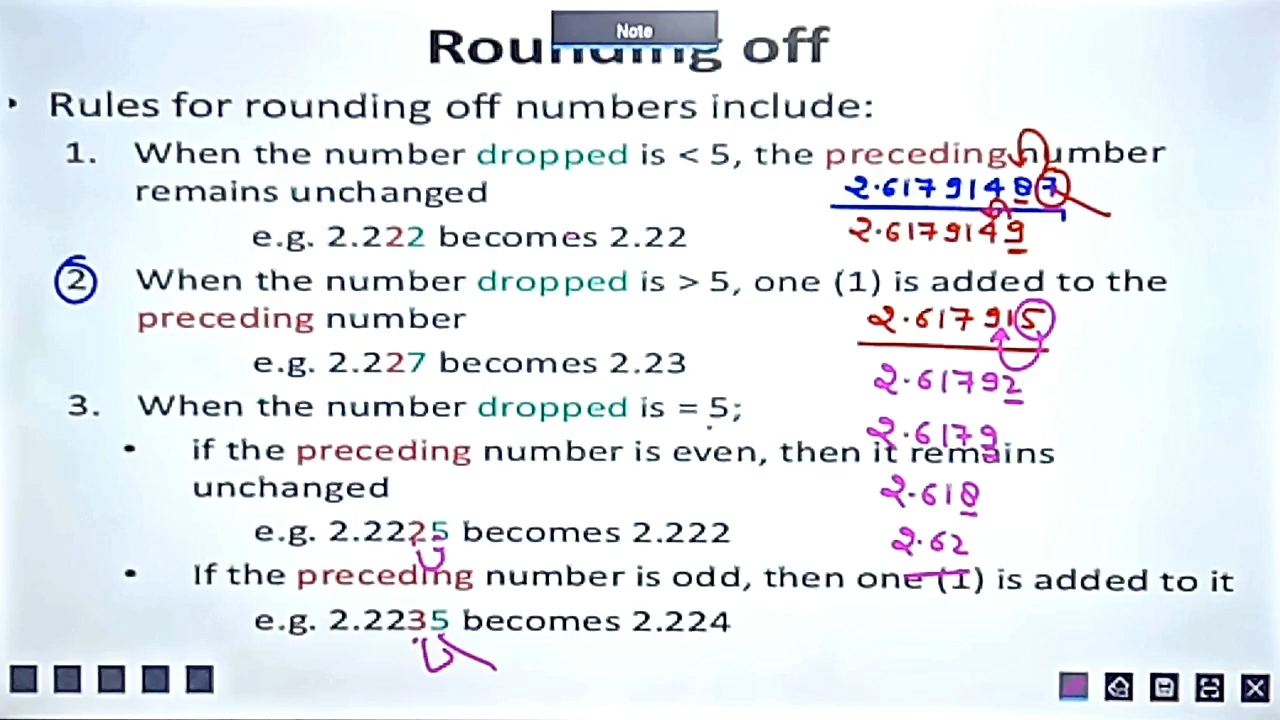 Note
Rounding off
Rules for rounding off numbers include:
1. When the number dropped is < 5, the preceding number
remains unchanged
2.61791487
e.g. 2.222 becomes 2.22
2.6179149
2 When the number dropped is > 5, one (1) is added to the
preceding number
2.617915
e.g. 2.227 becomes 2.23
2.61792
3. When the number dropped is = 5;
2.6179
• if the preceding number is even, then it remains
unchanged
2.618
e.g. 2.2225 becomes 2.222
2.62
• If the preceding number is odd, then one (1) is added to it
e.g. 2.2235 becomes 2.224